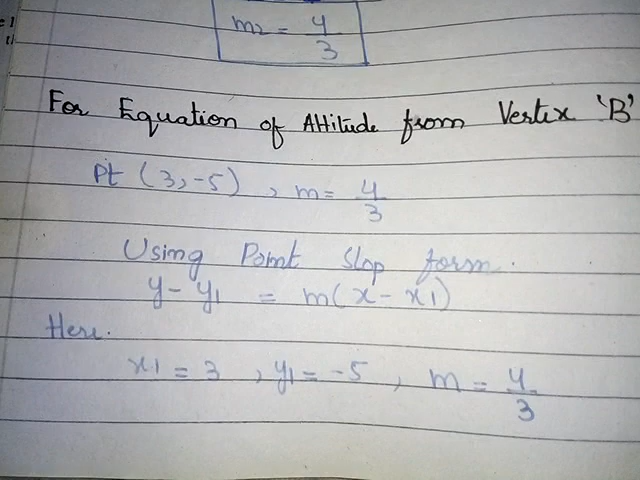 m2 = 4/3
For Equation of Altitude from Vertex 'B'
Pt (3, -5) , m = 4/3
Using Point Slop form.
y - y1 = m(x - x1)
Here.
x1 = 3 , y1 = -5 , m = 4/3